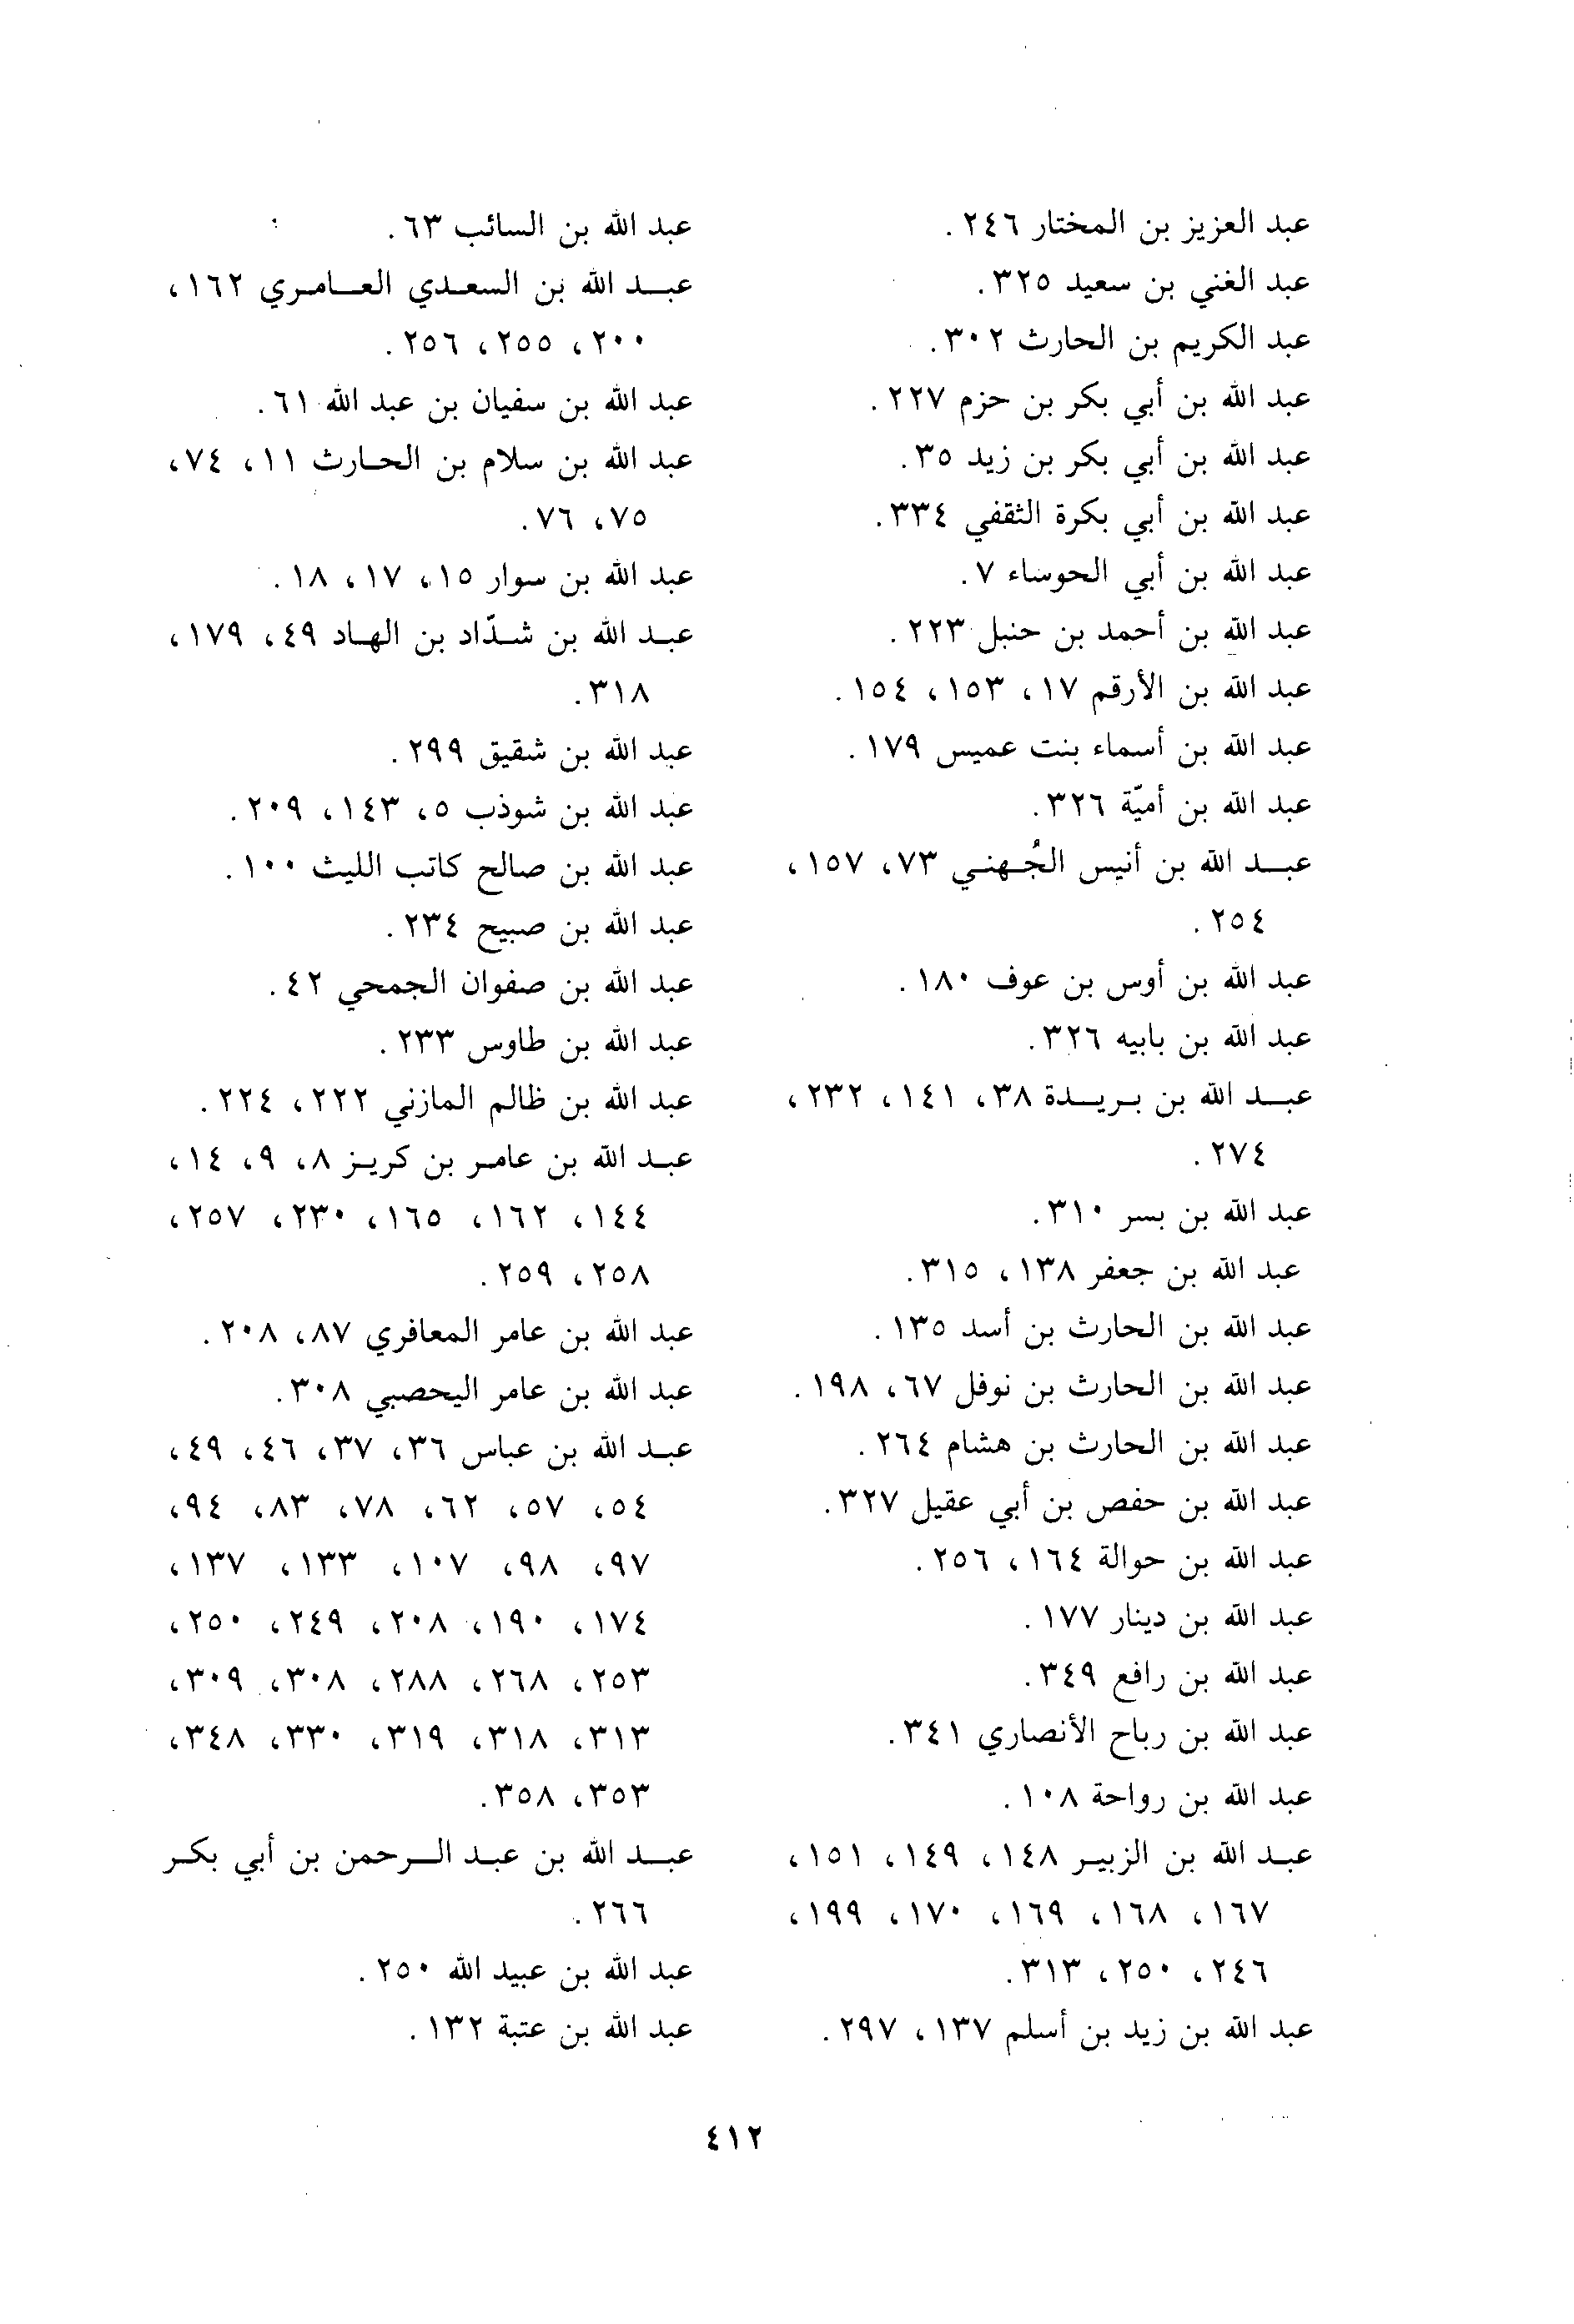 عبد العزيز بن المختار ٢٤٦.
عبد الغني بن سعيد ٣٢٥.
عبد الكريم بن الحارث ٣٠٢.
عبد الله بن أبي بكر بن حزم ٢٢٧.
عبد الله بن أبي بكر بن زيد ٣٥.
عبد الله بن أبي بكرة الثقفي ٣٣٤.
عبد الله بن أبي الحوساء ٧.
عبد الله بن أحمد بن حنبل ٢٢٣.
عبد الله بن الأرقم ١٧، ١٥٣، ١٥٤.
عبد الله بن أسماء بنت عميس ١٧٩.
عبد الله بن أميّة ٣٢٦.
عبد الله بن أنيس الجُهني ٧٣، ١٥٧،
٢٥٤.
عبد الله بن أوس بن عوف ١٨٠.
عبد الله بن بابيه ٣٢٦.
عبد الله بن بريدة ٣٨، ١٤١، ٢٣٢،
٢٧٤.
عبد الله بن بسر ٣١٠.
عبد الله بن جعفر ١٣٨، ٣١٥.
عبد الله بن الحارث بن أسد ١٣٥.
عبد الله بن الحارث بن نوفل ٦٧، ١٩٨.
عبد الله بن الحارث بن هشام ٢٦٤.
عبد الله بن حفص بن أبي عقيل ٣٢٧.
عبد الله بن حوالة ١٦٤، ٢٥٦.
عبد الله بن دينار ١٧٧.
عبد الله بن رافع ٣٤٩.
عبد الله بن رباح الأنصاري ٣٤١.
عبد الله بن رواحة ١٠٨.
عبد الله بن الزبير ١٤٨، ١٤٩، ١٥١،
١٦٧، ١٦٨، ١٦٩، ١٧٠، ١٩٩،
٢٤٦، ٢٥٠، ٣١٣.
عبد الله بن زيد بن أسلم ١٣٧، ٢٩٧.
عبد الله بن السائب ٦٣.
عبد الله بن السعدي العامري ١٦٢،
٢٠٠، ٢٥٥، ٢٥٦.
عبد الله بن سفيان بن عبد الله ٦١.
عبد الله بن سلام بن الحارث ١١، ٧٤،
٧٥، ٧٦.
عبد الله بن سوار ١٥، ١٧، ١٨.
عبد الله بن شدّاد بن الهاد ٤٩، ١٧٩،
٣١٨.
عبد الله بن شقيق ٢٩٩.
عبد الله بن شوذب ٥، ١٤٣، ٢٠٩.
عبد الله بن صالح كاتب الليث ١٠٠.
عبد الله بن صبيح ٢٣٤.
عبد الله بن صفوان الجمحي ٤٢.
عبد الله بن طاوس ٢٣٣.
عبد الله بن ظالم المازني ٢٢٢، ٢٢٤.
عبد الله بن عامر بن كريز ٨، ٩، ١٤،
١٤٤، ١٦٢، ١٦٥، ٢٣٠، ٢٥٧،
٢٥٨، ٢٥٩.
عبد الله بن عامر المعافري ٨٧، ٢٠٨.
عبد الله بن عامر اليحصبي ٣٠٨.
عبد الله بن عباس ٣٦، ٣٧، ٤٦، ٤٩،
٥٤، ٥٧، ٦٢، ٧٨، ٨٣، ٩٤،
٩٧، ٩٨، ١٠٧، ١٣٣، ١٣٧،
١٧٤، ١٩٠، ٢٠٨، ٢٤٩، ٢٥٠،
٢٥٣، ٢٦٨، ٢٨٨، ٣٠٨، ٣٠٩،
٣١٣، ٣١٨، ٣١٩، ٣٣٠، ٣٤٨،
٣٥٣، ٣٥٨.
عبد الله بن عبد الرحمن بن أبي بكر
٢٦٦.
عبد الله بن عبيد الله ٢٥٠.
عبد الله بن عتبة ١٣٢.
٤١٢